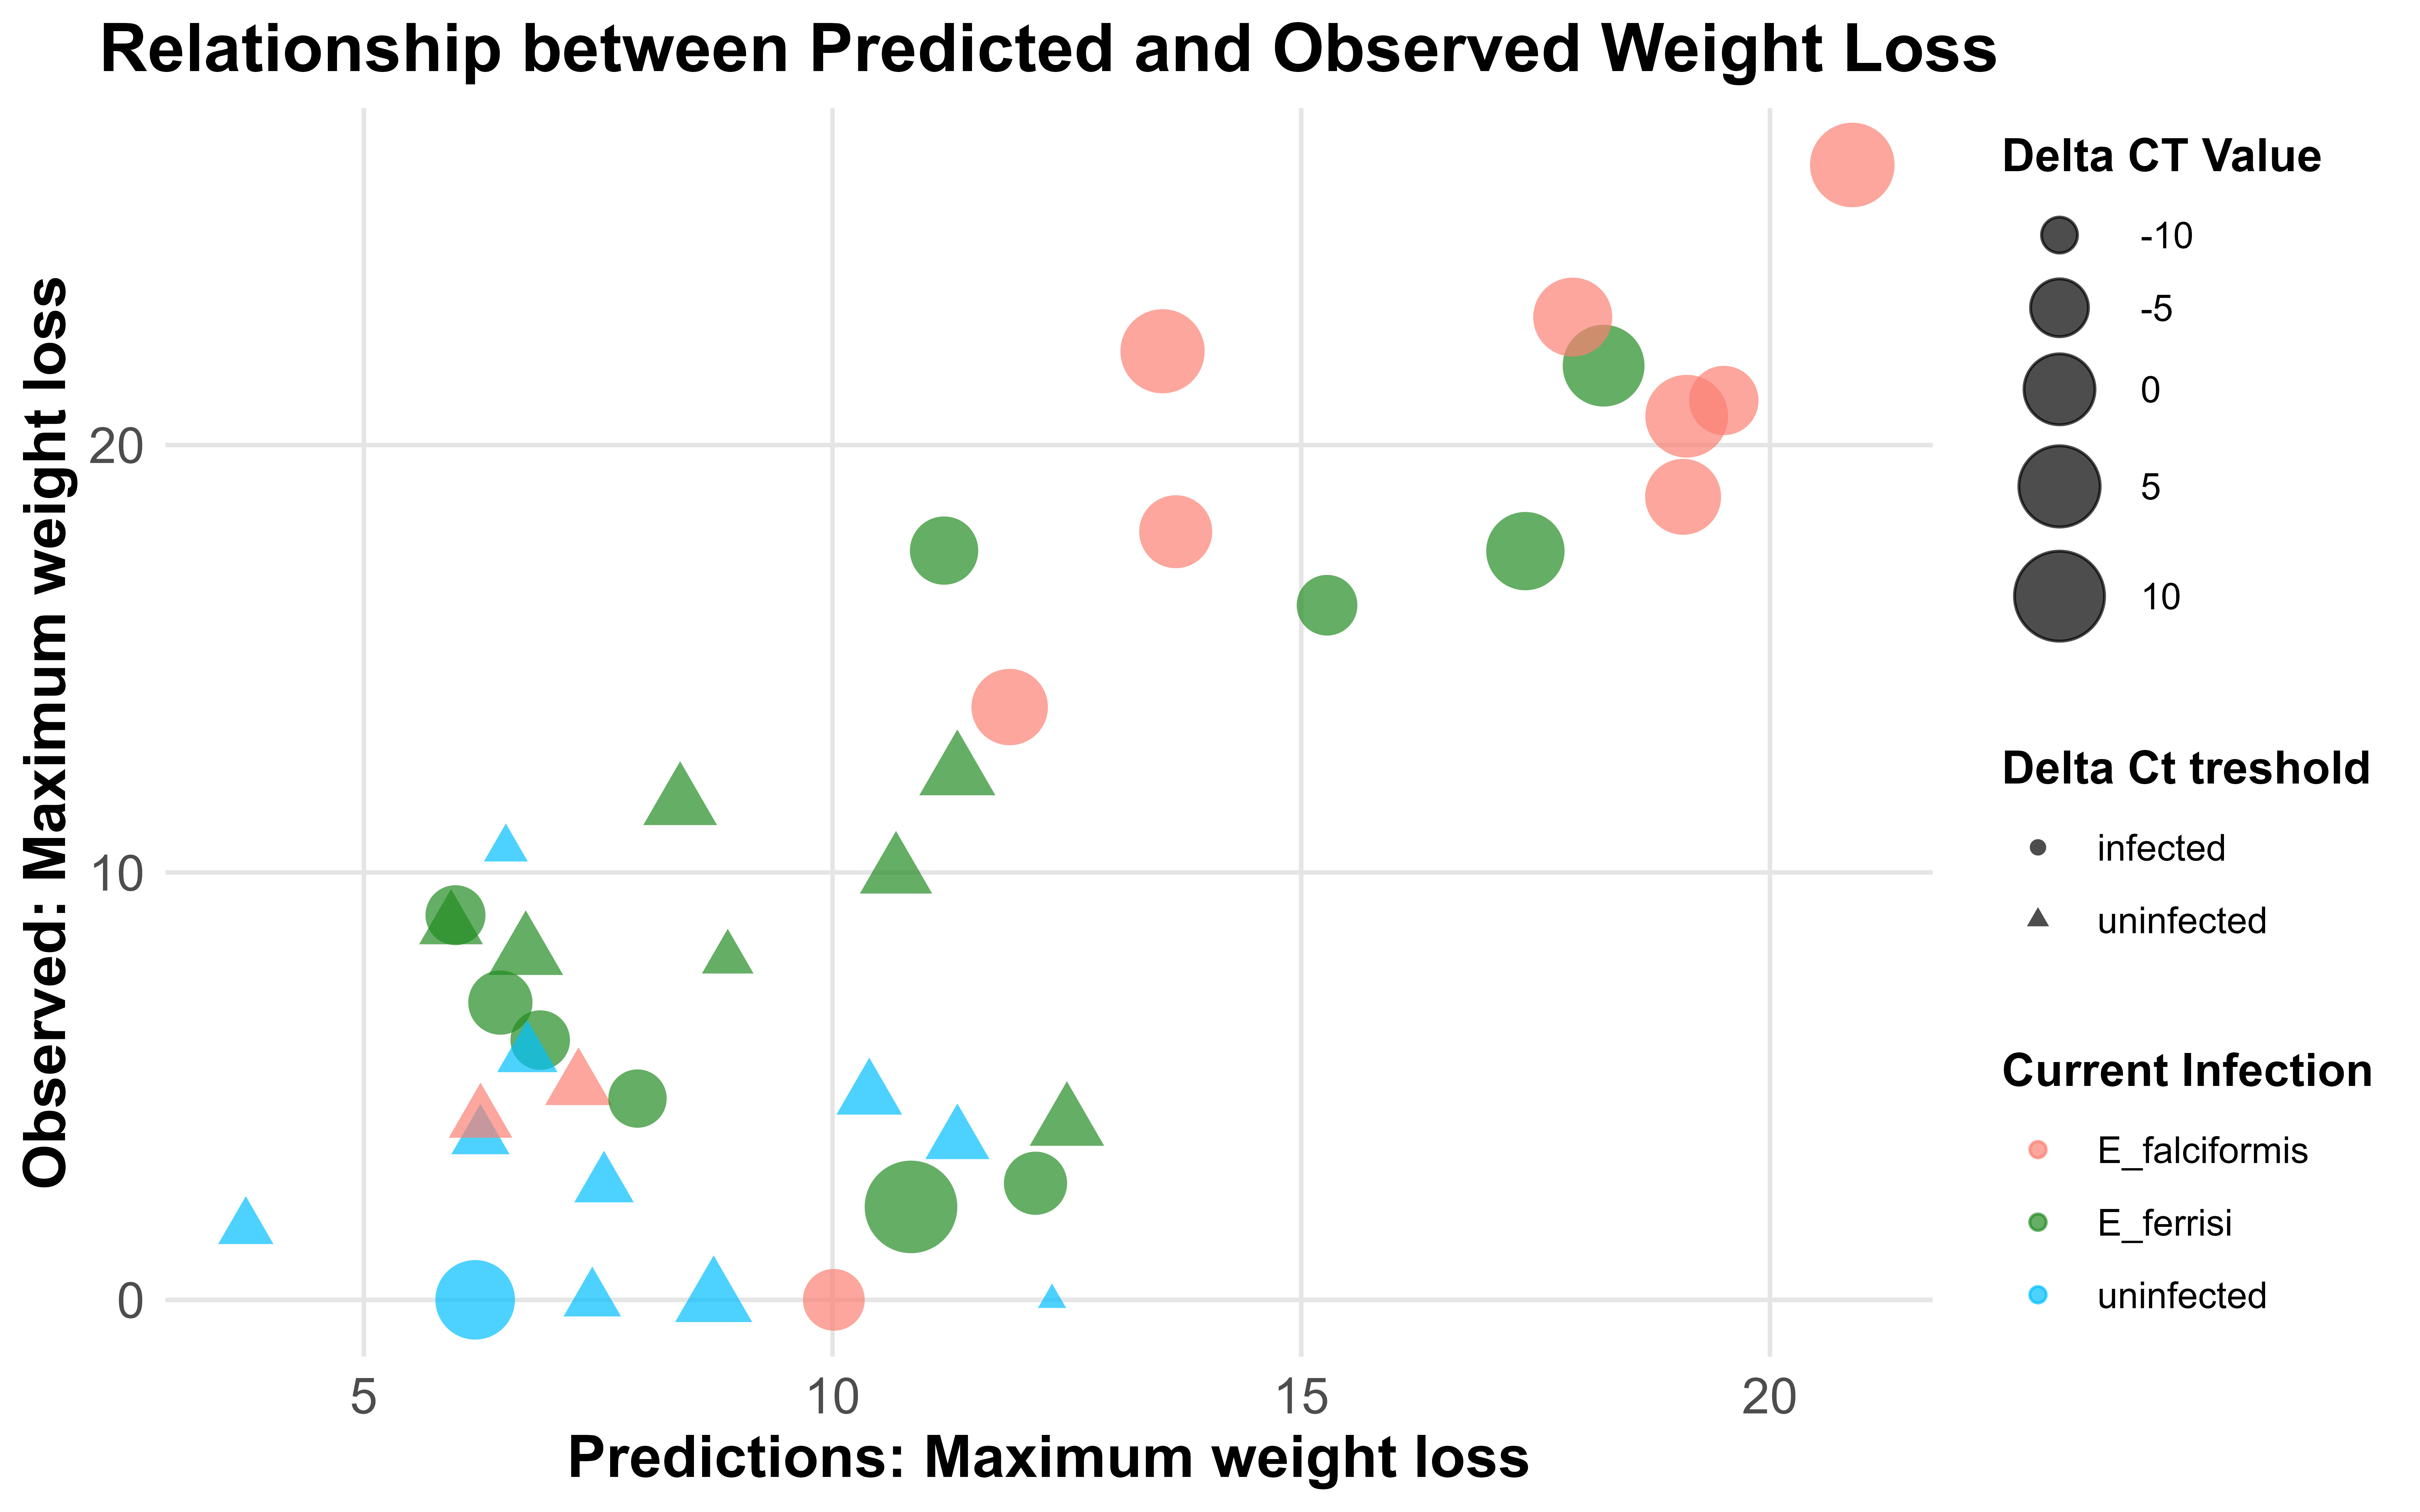 Relationship between Predicted and Observed Weight Loss
Observed: Maximum weight loss
20
10
0
5
10
15
20
Predictions: Maximum weight loss
Delta CT Value
-10
-5
0
5
10
Delta Ct treshold
infected
uninfected
Current Infection
E_falciformis
E_ferrisi
uninfected